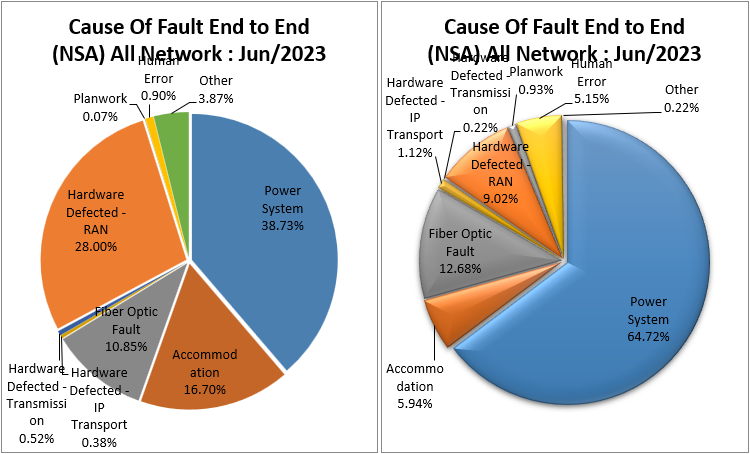 Cause Of Fault End to End
(NSA) All Network : Jun/2023
Human
Error
0.90%
Other
3.87%
Planwork
0.07%
Power
System
38.73%
Hardware
Defected -
RAN
28.00%
Fiber Optic
Fault
10.85%
Accommod
ation
16.70%
Hardware
Defected -
Transmissi
on
0.52%
Hardware
Defected -
IP
Transport
0.38%
Cause Of Fault End to End
(NSA) All Network : Jun/2023
Hardware
Defected -
IP
Transport
1.12%
Hardware
Defected -
Transmissi
on
0.22%
Planwork
0.93%
Human
Error
5.15%
Other
0.22%
Hardware
Defected -
RAN
9.02%
Fiber Optic
Fault
12.68%
Power
System
64.72%
Accommo
dation
5.94%